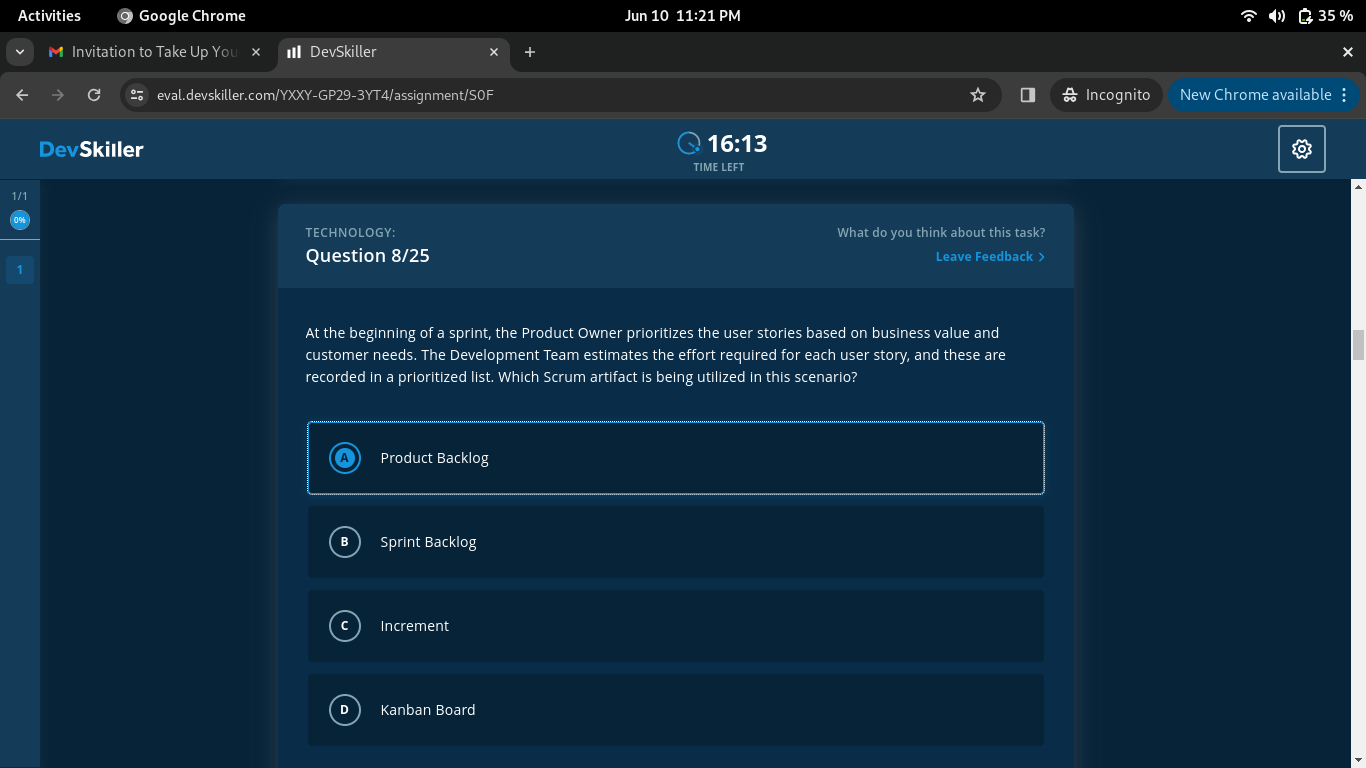 Activities
Google Chrome
Jun 10 11:21 PM
35 %
Invitation to Take Up You
DevSkiller
eval.devskiller.com/YXXY-GP29-3YT4/assignment/S0F
Incognito
New Chrome available
DevSkiller
16:13
TIME LEFT
1/1
0%
1
TECHNOLOGY:
Question 8/25
What do you think about this task?
Leave Feedback
At the beginning of a sprint, the Product Owner prioritizes the user stories based on business value and
customer needs. The Development Team estimates the effort required for each user story, and these are
recorded in a prioritized list. Which Scrum artifact is being utilized in this scenario?
A Product Backlog
B Sprint Backlog
C Increment
D Kanban Board